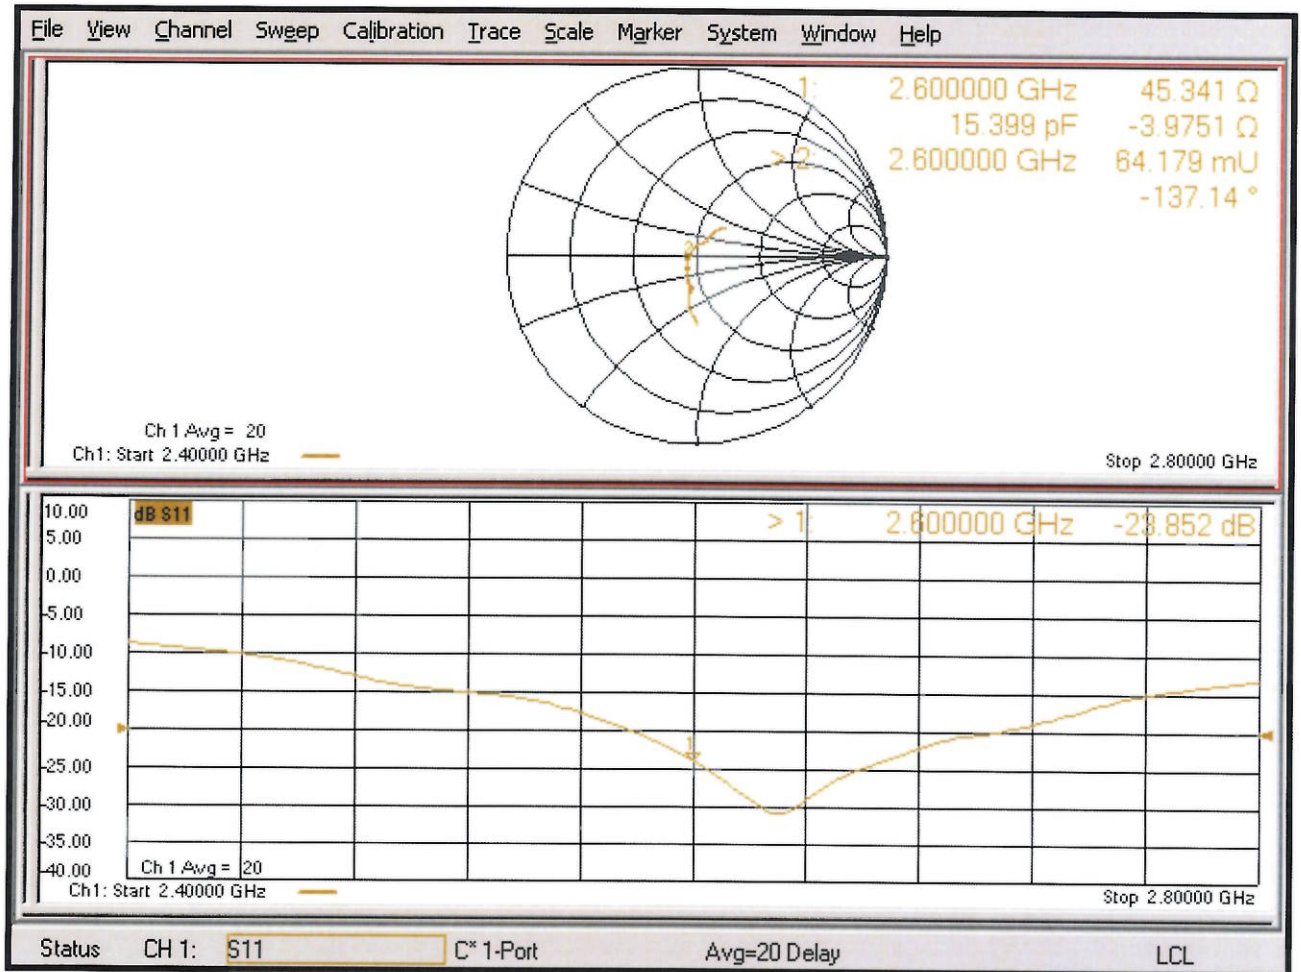 File View Channel Sweep Calibration Trace Scale Marker System Window Help
1: 2.600000 GHz 45.341 Ω
15.399 pF -3.9751 Ω
> 2: 2.600000 GHz 64.179 mU
-137.14 °
2
Ch 1 Avg = 20
Ch1: Start 2.40000 GHz
Stop 2.80000 GHz
10.00
dB S11
> 1: 2.600000 GHz -23.852 dB
5.00
0.00
-5.00
-10.00
-15.00
-20.00
1
-25.00
-30.00
-35.00
-40.00
Ch 1 Avg = 20
Ch1: Start 2.40000 GHz
Stop 2.80000 GHz
Status CH 1: S11 C* 1-Port Avg=20 Delay LCL